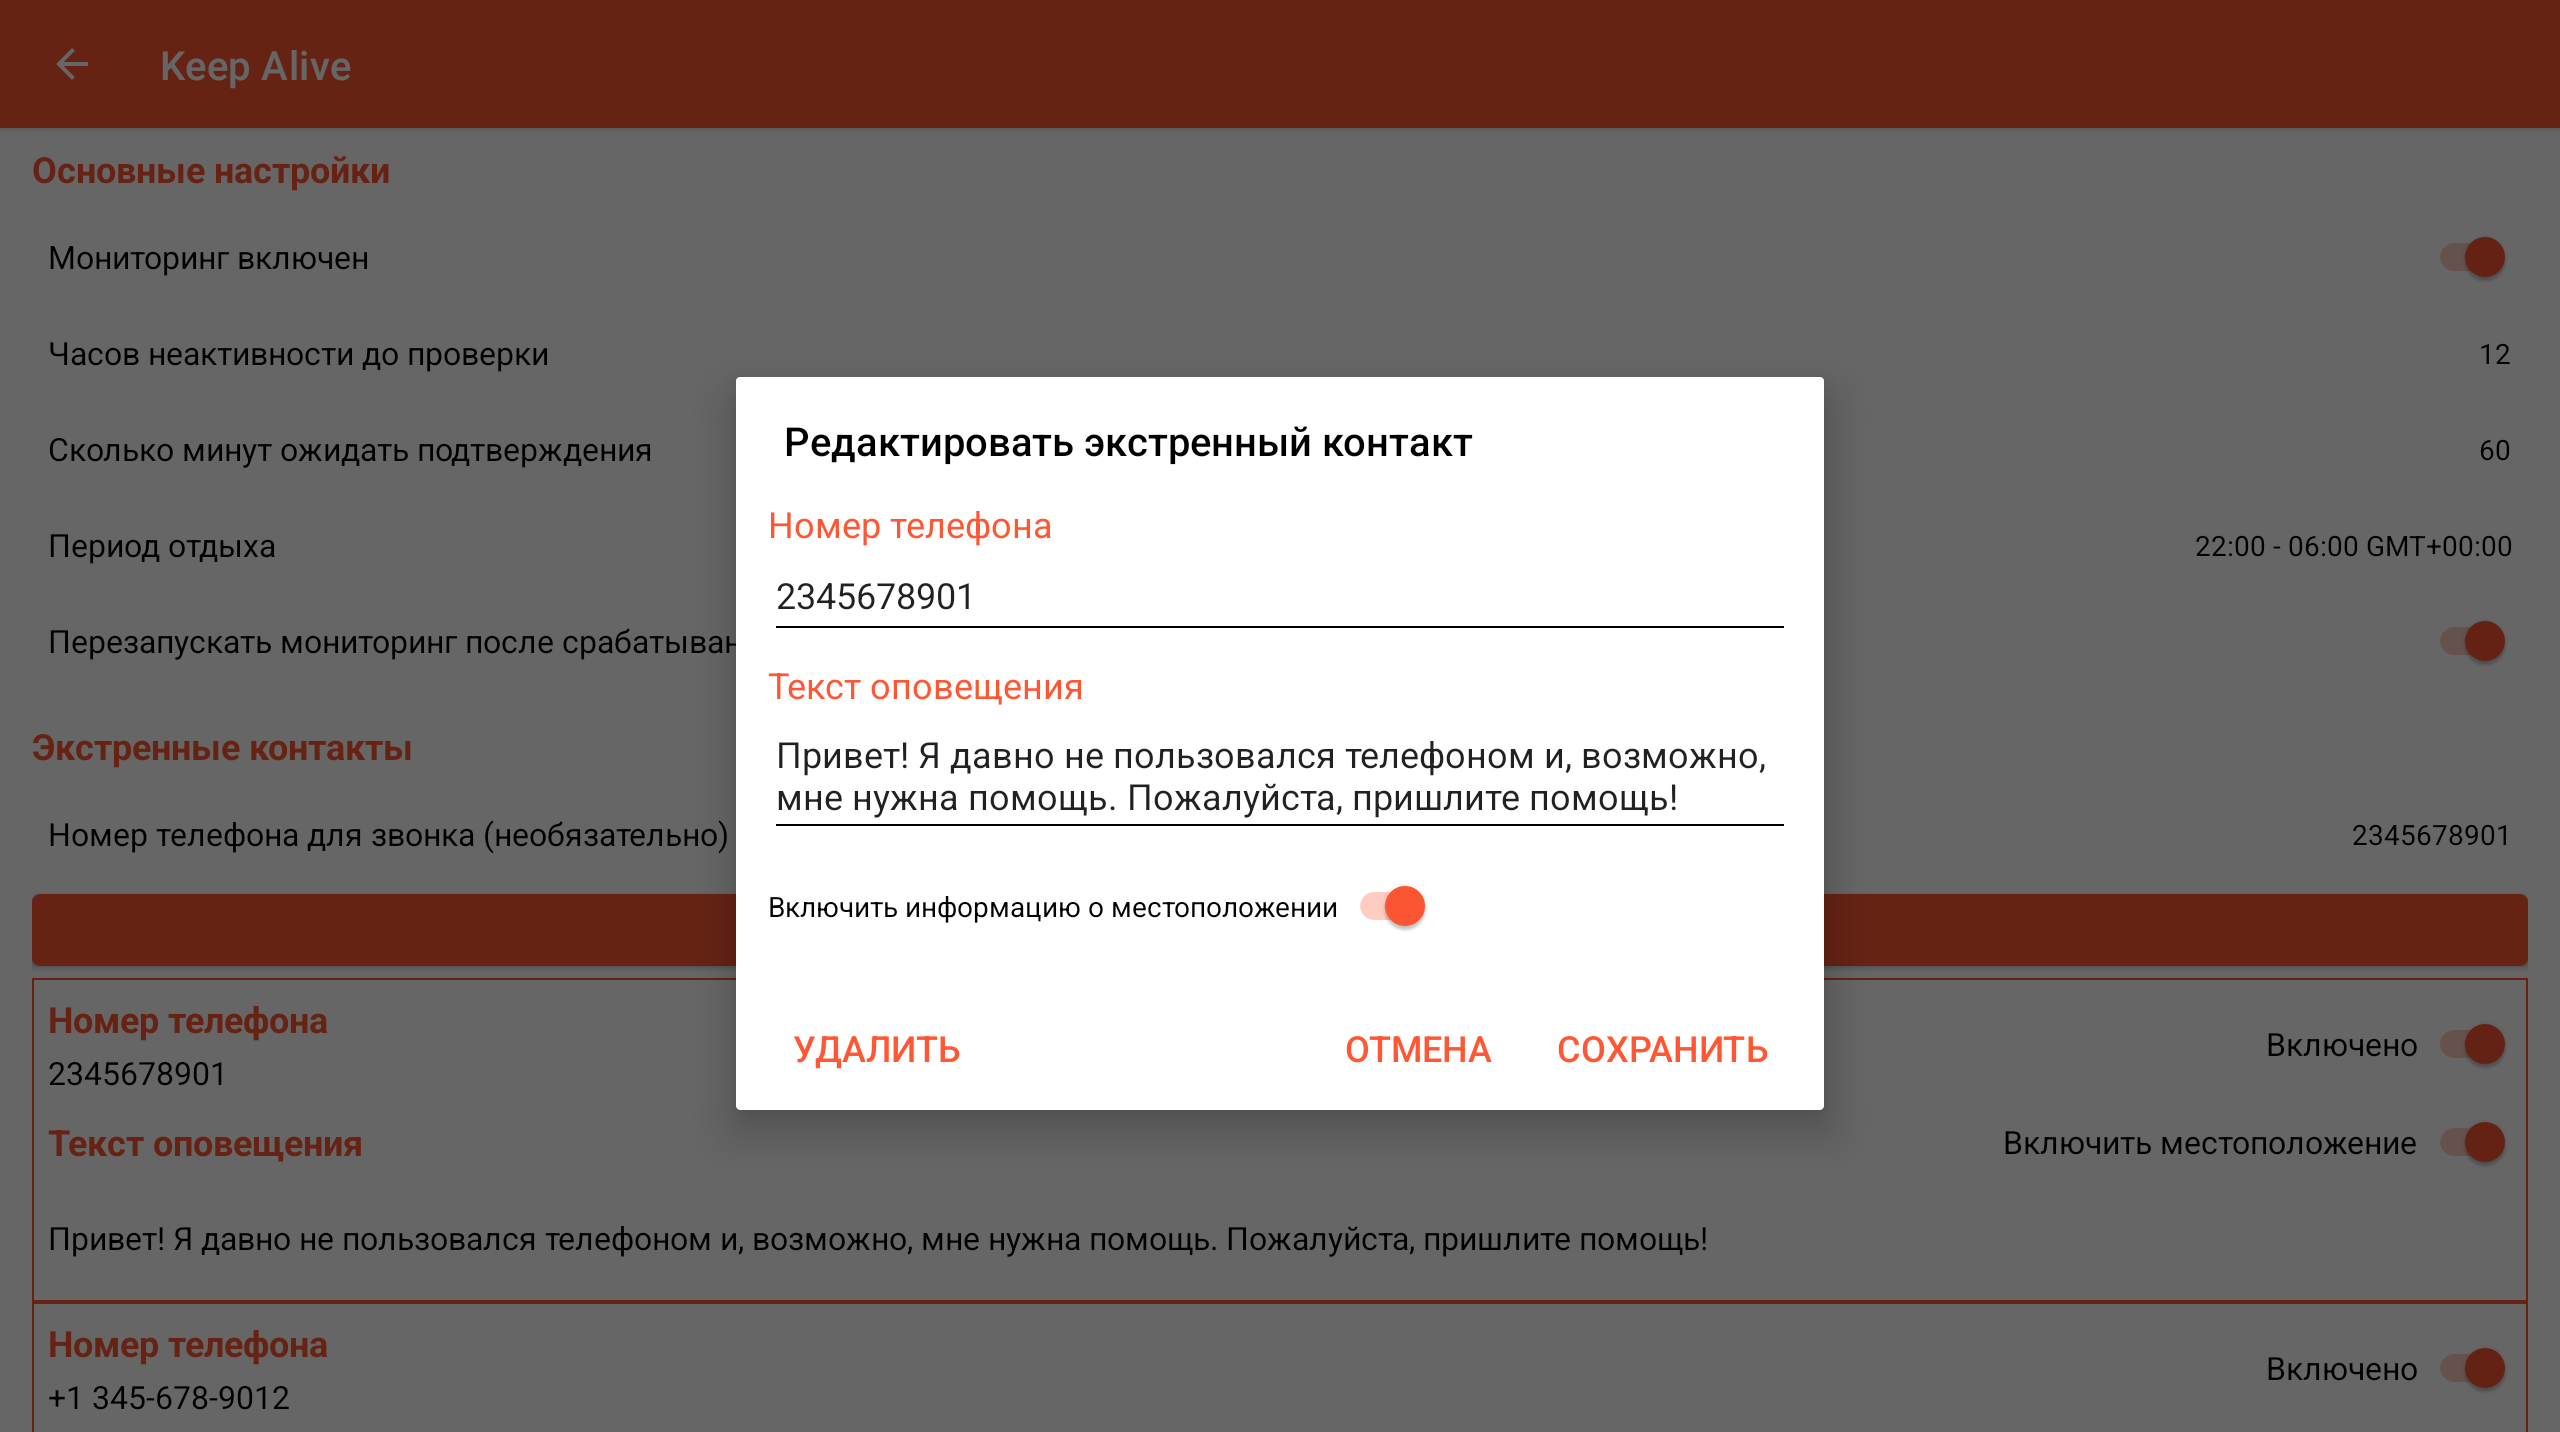 Keep Alive
Основные настройки
Мониторинг включен
Часов неактивности до проверки
12
Сколько минут ожидать подтверждения
60
Период отдыха
22:00 - 06:00 GMT+00:00
Перезапускать мониторинг после
Экстренные контакты
Номер телефона для звонка (необязательно)
2345678901
Редактировать экстренный контакт
Номер телефона
2345678901
Текст оповещения
Привет! Я давно не пользовался телефоном и, возможно,
мне нужна помощь. Пожалуйста, пришлите помощь!
Включить информацию о местоположении
УДАЛИТЬ
ОТМЕНА
СОХРАНИТЬ
Номер телефона
2345678901
Включено
Текст оповещения
Включить местоположение
Привет! Я давно не пользовался телефоном и, возможно, мне нужна помощь. Пожалуйста, пришлите помощь!
Номер телефона
+1 345-678-9012
Включено